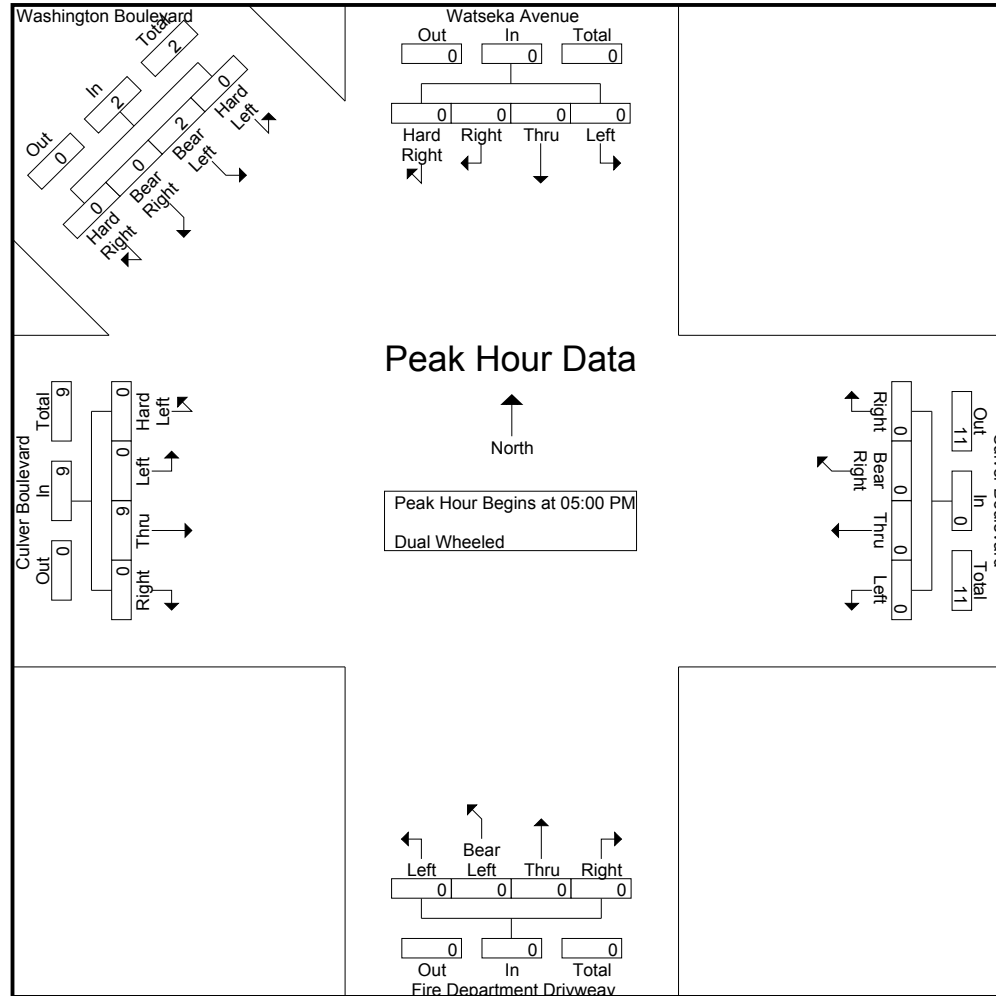 Washington Boulevard
Out
0
In
2
Total
2
0
Hard
Right
0
Bear
Right
2
Bear
Left
0
Hard
Left
Watseka Avenue
Out In Total
0 0 0
0 0 0 0
Hard
Right Right Thru Left
Culver Boulevard
Out In Total
0 9 9
0 9 0 0
Right Thru Left Hard
Left
Peak Hour Data
North
Peak Hour Begins at 05:00 PM
Dual Wheeled
Culver Boulevard
Out In Total
11 0 11
0 0 0 0
Right Bear
Right Thru Left
Left Bear
Left Thru Right
0 0 0 0
0 0 0
Out In Total
Fire Department Driveway